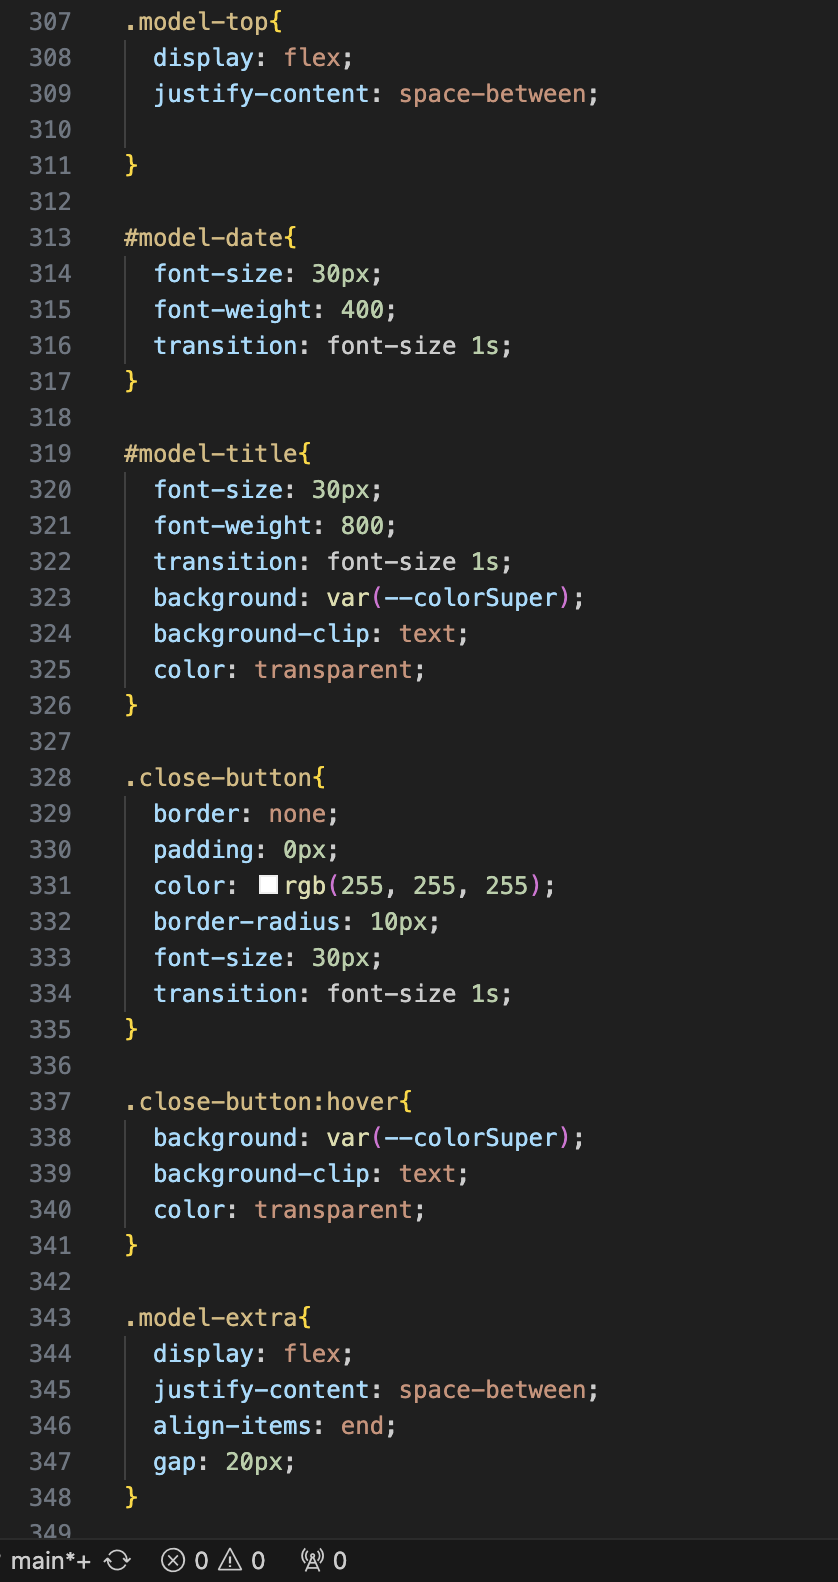 307 .model-top{
308 display: flex;
309 justify-content: space-between;
310
311 }
312
313 #model-date{
314 font-size: 30px;
315 font-weight: 400;
316 transition: font-size 1s;
317 }
318
319 #model-title{
320 font-size: 30px;
321 font-weight: 800;
322 transition: font-size 1s;
323 background: var(--colorSuper);
324 background-clip: text;
325 color: transparent;
326 }
327
328 .close-button{
329 border: none;
330 padding: 0px;
331 color: rgb(255, 255, 255);
332 border-radius: 10px;
333 font-size: 30px;
334 transition: font-size 1s;
335 }
336
337 .close-button:hover{
338 background: var(--colorSuper);
339 background-clip: text;
340 color: transparent;
341 }
342
343 .model-extra{
344 display: flex;
345 justify-content: space-between;
346 align-items: end;
347 gap: 20px;
348 }
349
main*+ 0 0 0